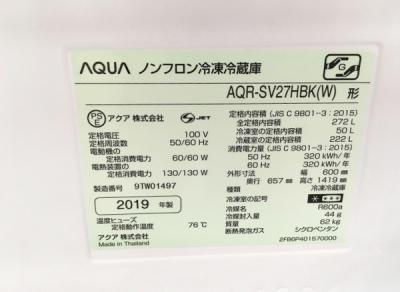 AQUA ノンフロン冷凍冷蔵庫
G
AQR-SV27HBK(W) 形
PS E アクア 株式会社 JET
定格電圧 100 V
定格周波数 50/60 Hz
電動機の
定格消費電力 60/60 W
電熱装置の
定格消費電力 130/130 W
製造番号 9TW01497
2019 年製
温度ヒューズ
定格動作温度 76℃
アクア 株式会社
Made in Thailand
定格内容積 (JIS C 9801-3 : 2015)
全定格内容積 272 L
冷凍室の定格内容積 50 L
冷蔵室の定格内容積 222 L
消費電力量 (JIS C 9801-3 : 2015)
50 Hz 320 kWh/年
60 Hz 320 kWh/年
外形寸法 幅 600 mm
奥行 657 mm 高さ 1419 mm
種類 冷凍冷蔵庫
冷凍室の記号
冷媒 R600a
冷媒封入量 44 g
質量 62 kg
断熱発泡ガス シクロペンタン
2FB6P401570000